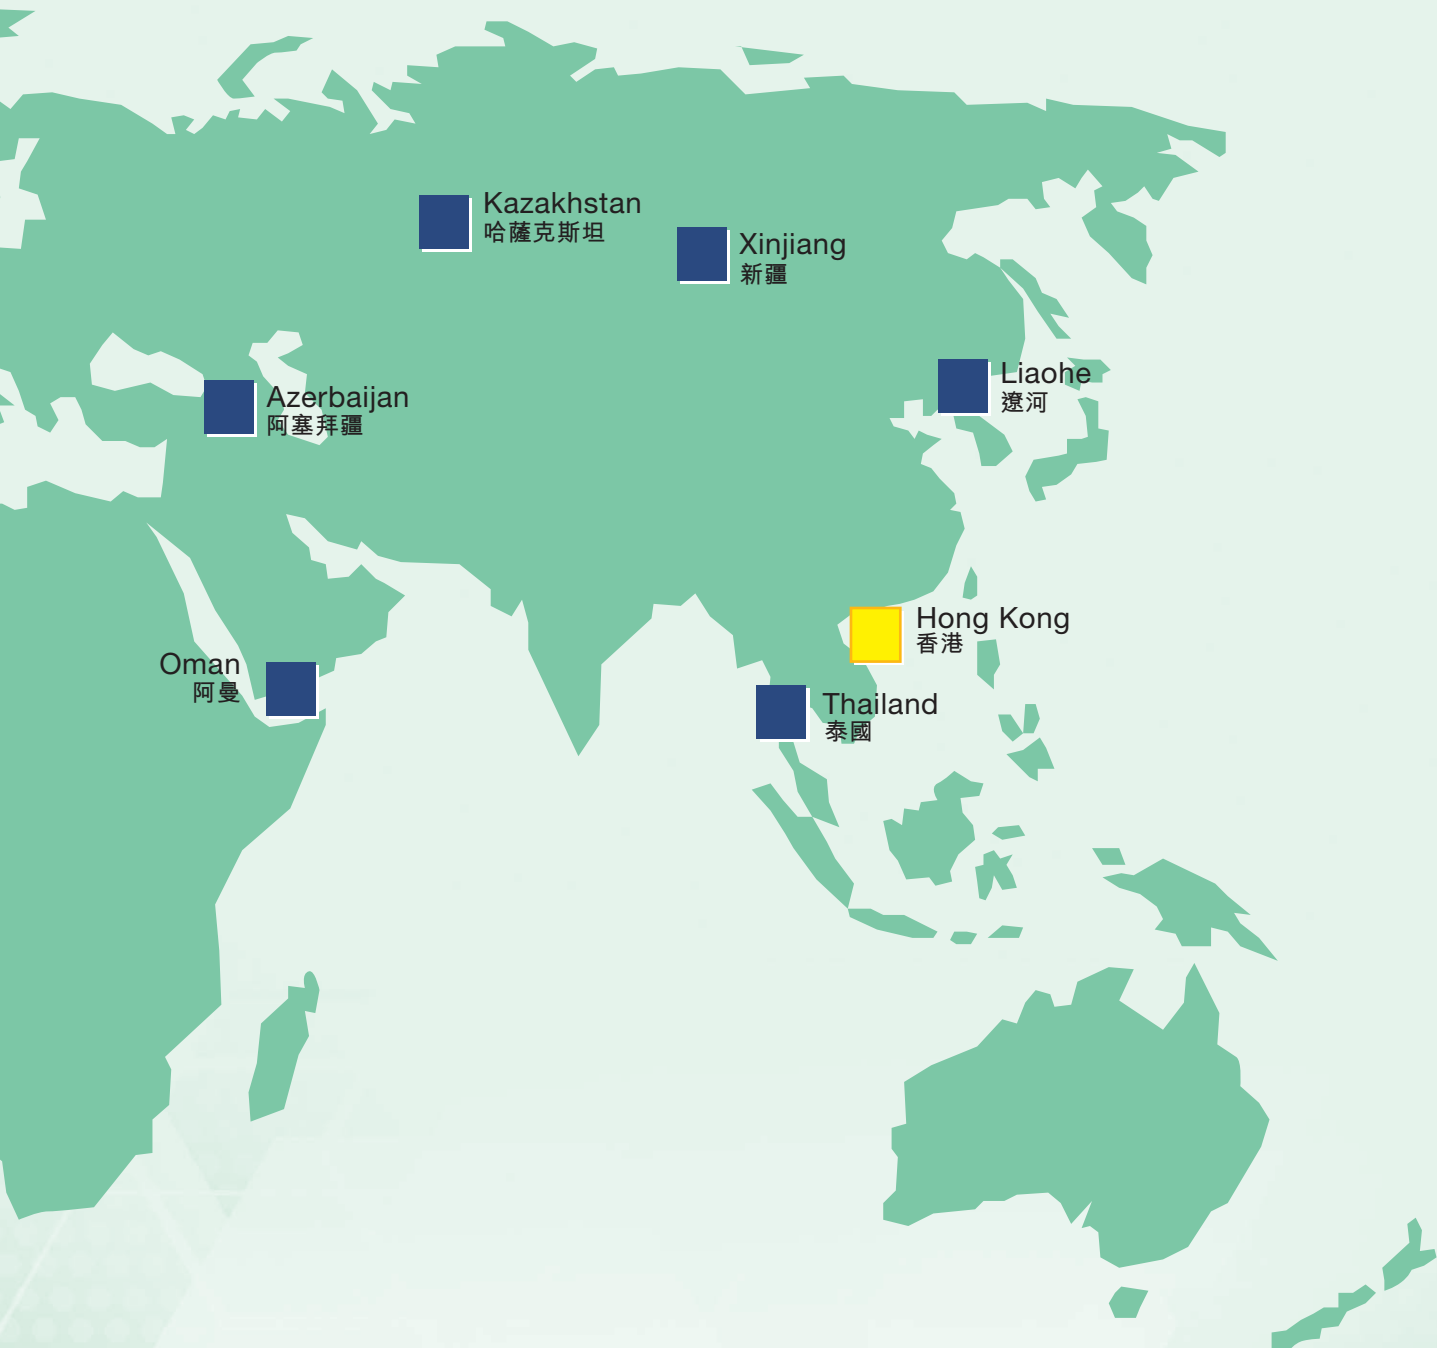 Kazakhstan
哈薩克斯坦
Xinjiang
新疆
Liaohe
遼河
Azerbaijan
阿塞拜疆
Hong Kong
香港
Oman
阿曼
Thailand
泰國